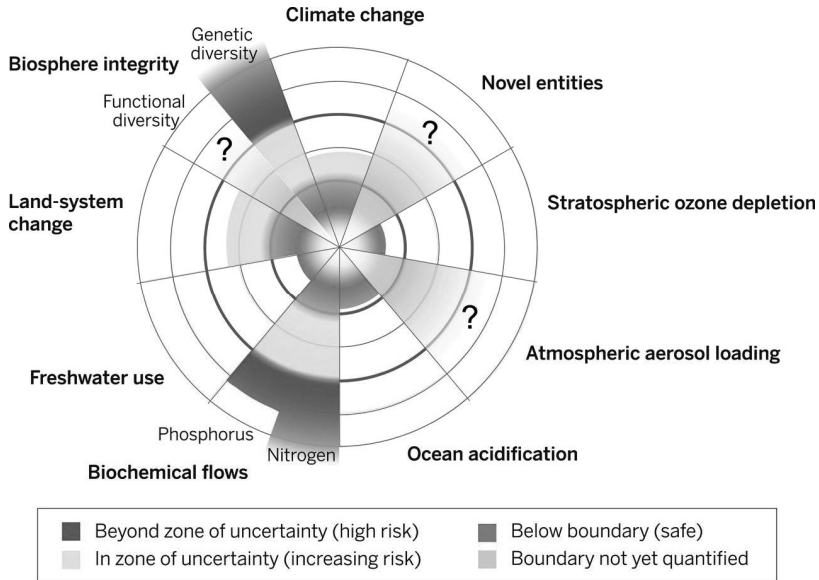 Climate change
Genetic
diversity
Biosphere integrity
Novel entities
Functional
diversity
?
?
Land-system
change
Stratospheric ozone depletion
?
Atmospheric aerosol loading
Freshwater use
Phosphorus
Nitrogen
Ocean acidification
Biochemical flows
Beyond zone of uncertainty (high risk)
In zone of uncertainty (increasing risk)
Below boundary (safe)
Boundary not yet quantified